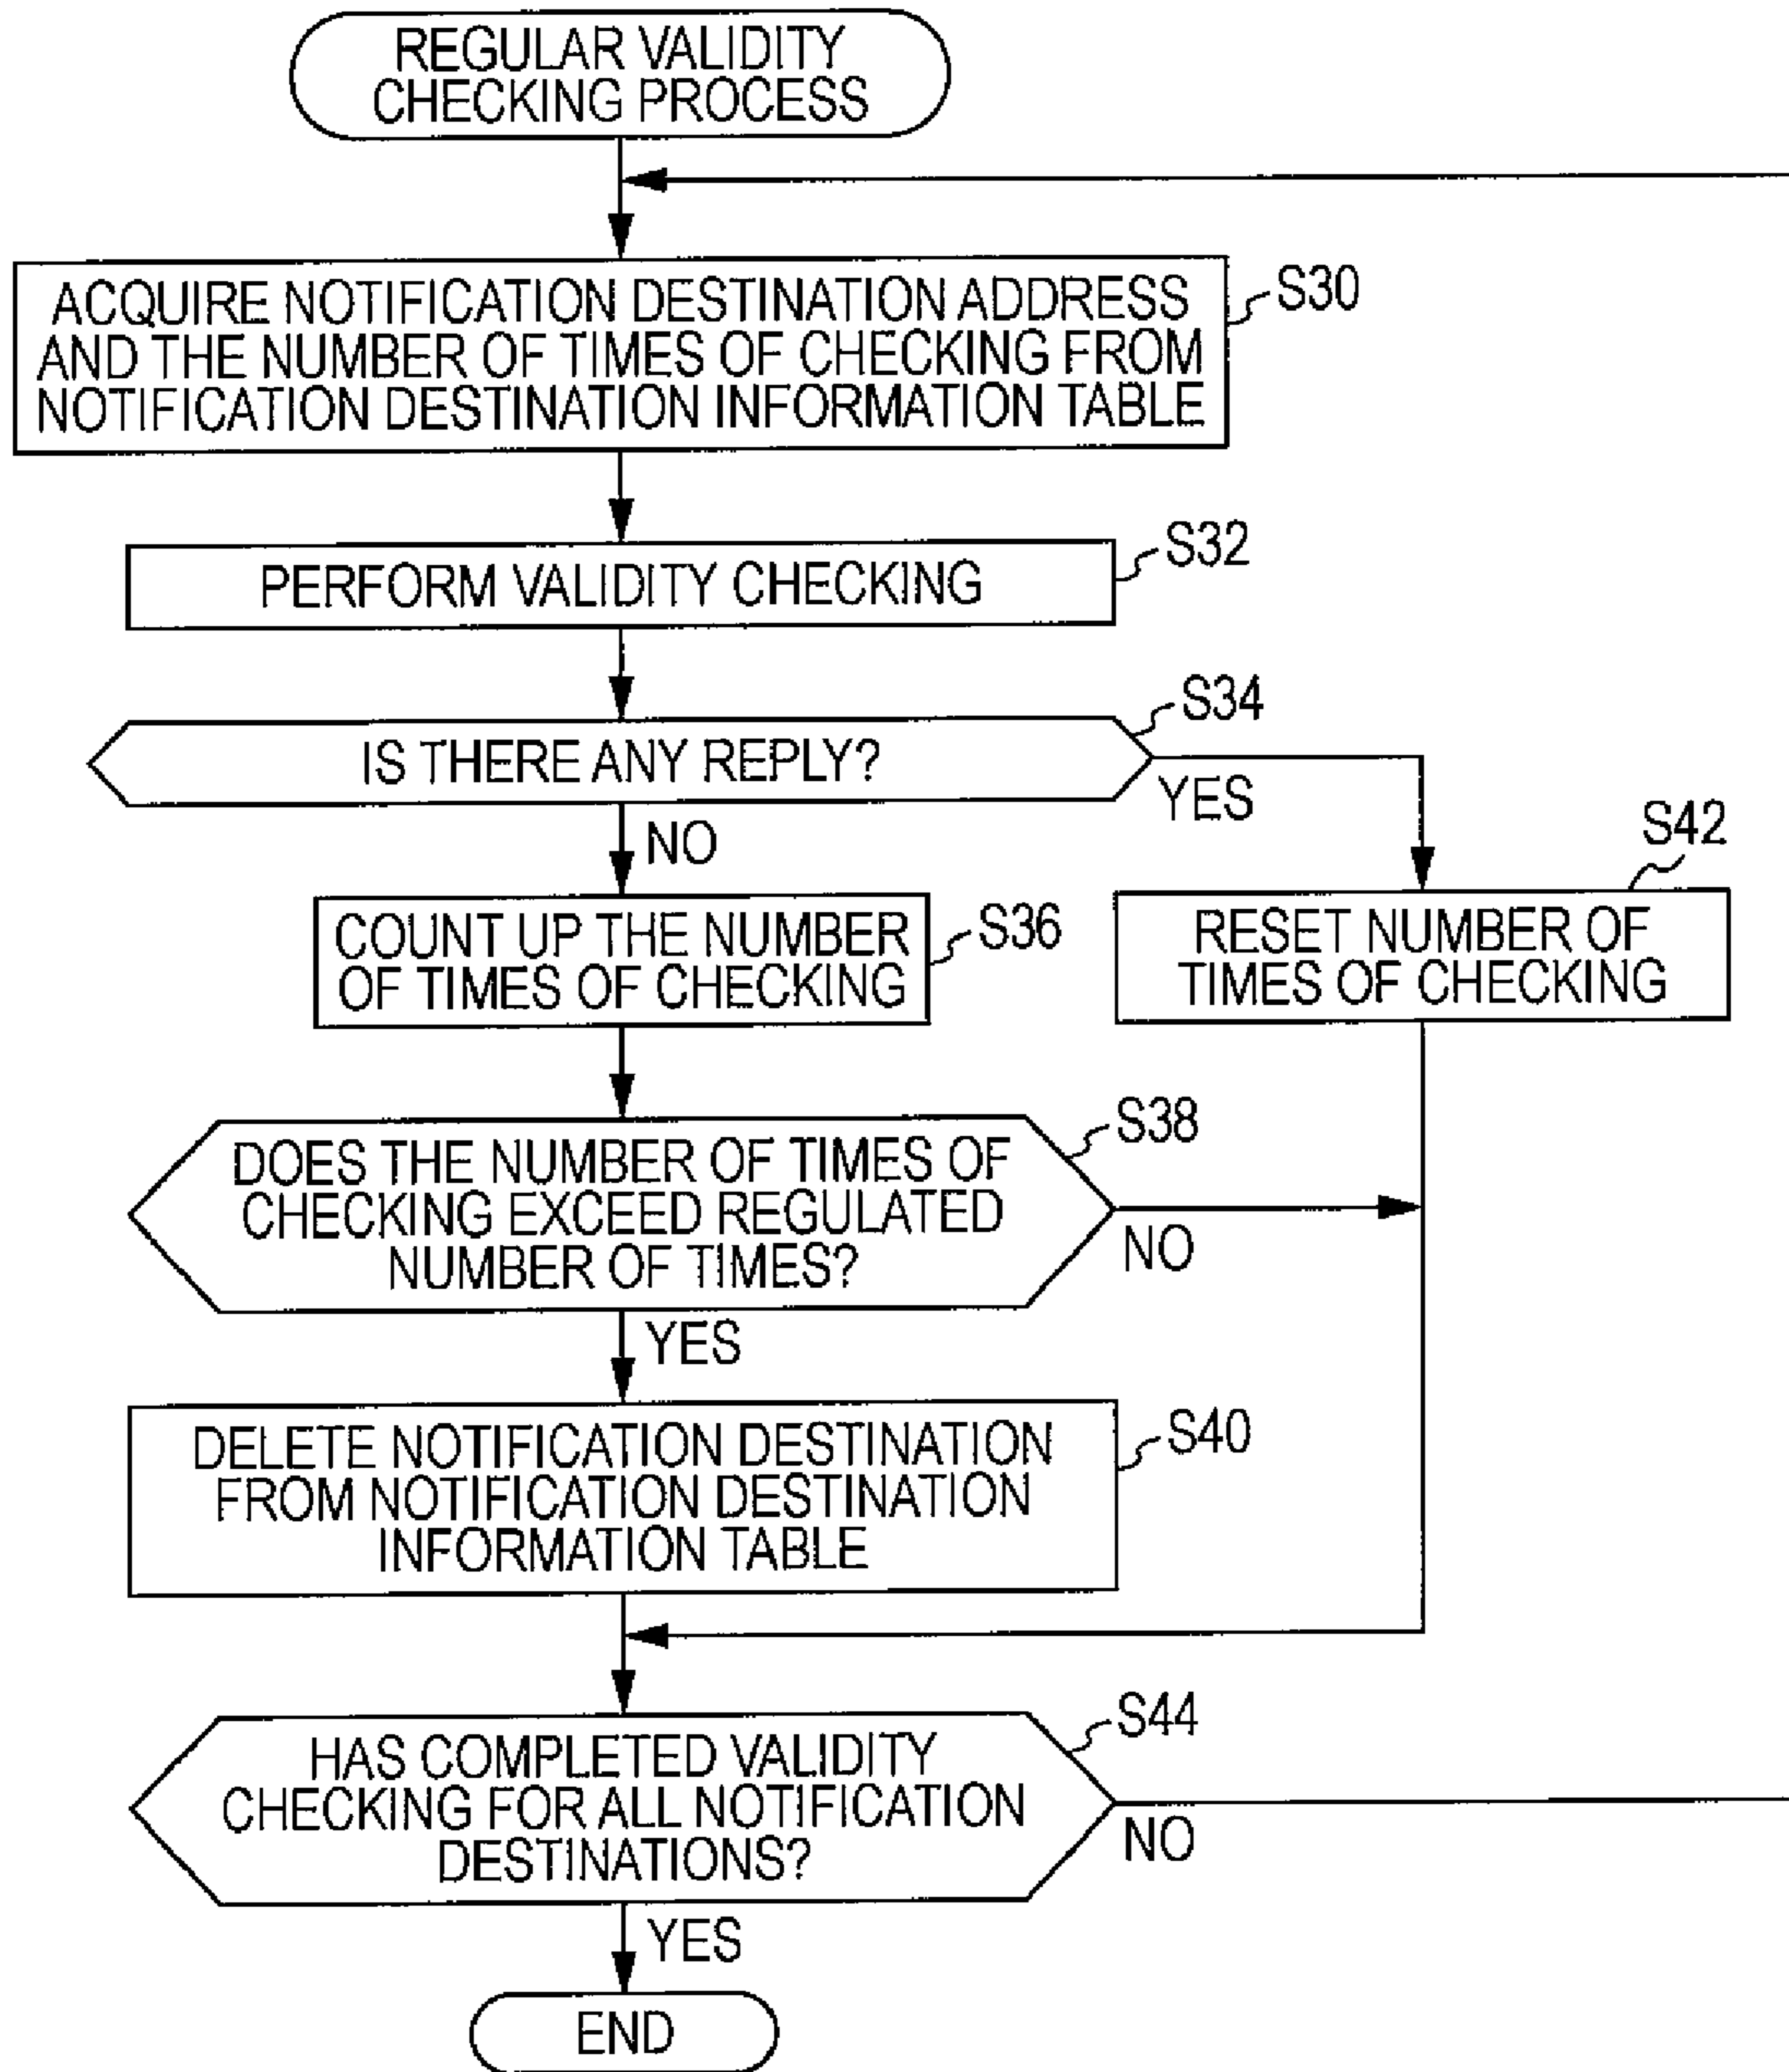 REGULAR VALIDITY
CHECKING PROCESS
ACQUIRE NOTIFICATION DESTINATION ADDRESS
AND THE NUMBER OF TIMES OF CHECKING FROM
NOTIFICATION DESTINATION INFORMATION TABLE
S30
PERFORM VALIDITY CHECKING
S32
IS THERE ANY REPLY?
S34
YES
NO
COUNT UP THE NUMBER
OF TIMES OF CHECKING
S36
RESET NUMBER OF
TIMES OF CHECKING
S42
DOES THE NUMBER OF TIMES OF
CHECKING EXCEED REGULATED
NUMBER OF TIMES?
S38
NO
YES
DELETE NOTIFICATION DESTINATION
FROM NOTIFICATION DESTINATION
INFORMATION TABLE
S40
HAS COMPLETED VALIDITY
CHECKING FOR ALL NOTIFICATION
DESTINATIONS?
S44
NO
YES
END